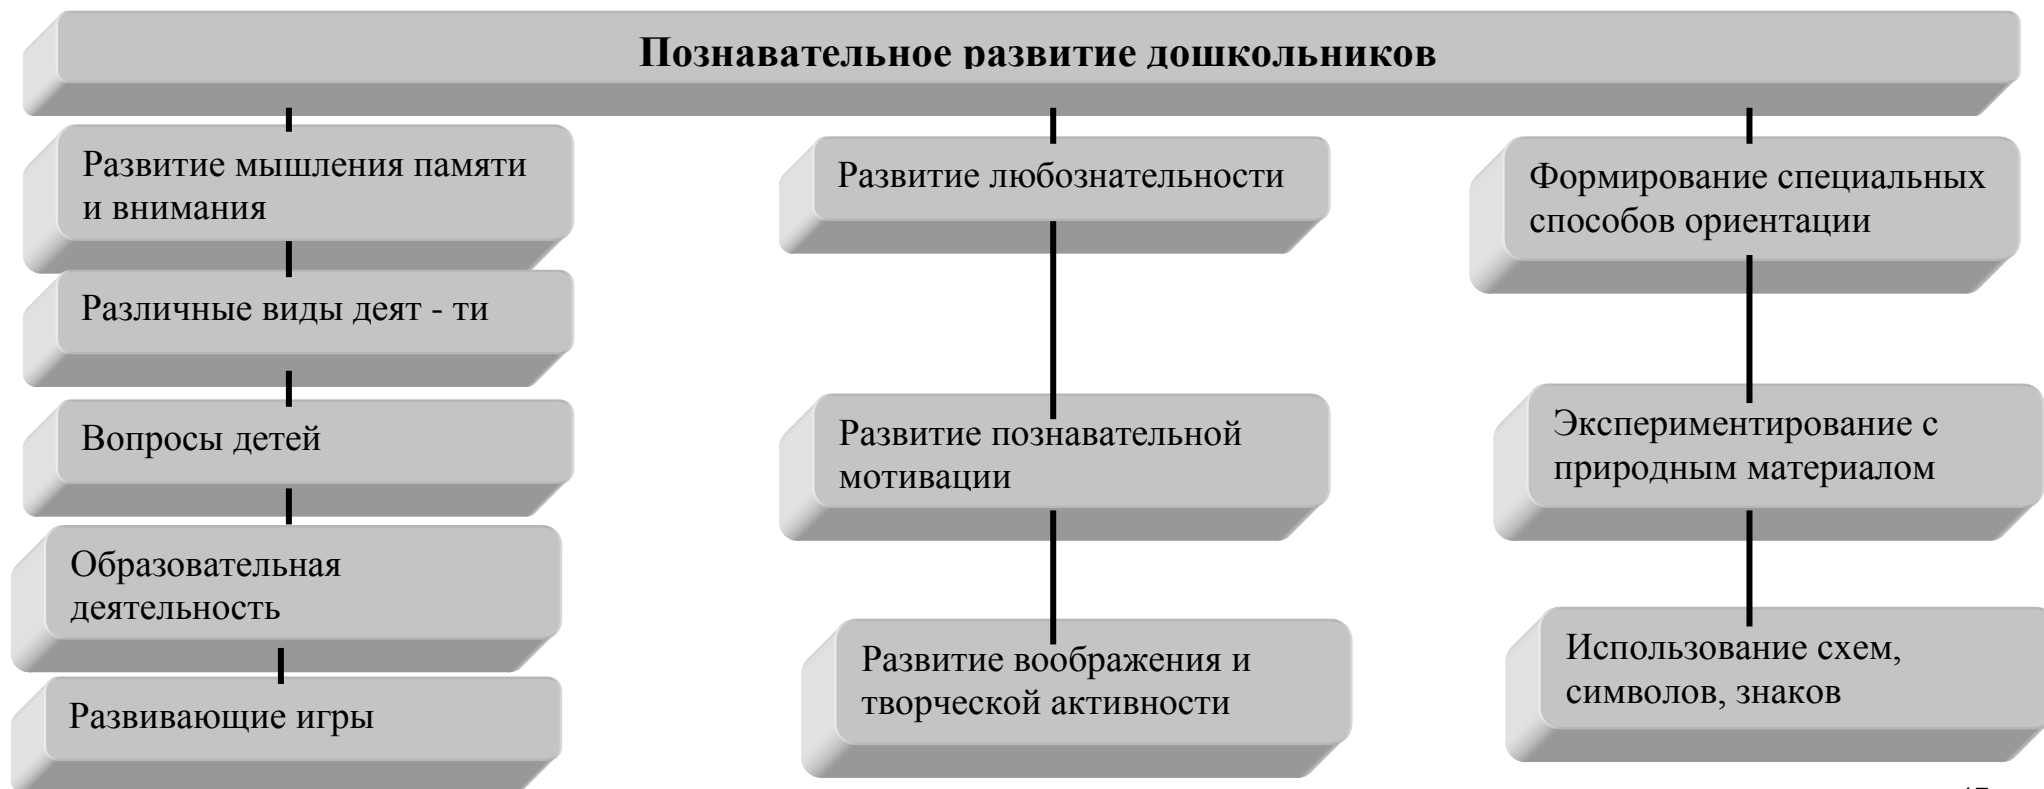 Познавательное развитие дошкольников
Развитие мышления памяти
и внимания
Различные виды деят - ти
Вопросы детей
Образовательная
деятельность
Развивающие игры
Развитие любознательности
Развитие познавательной
мотивации
Развитие воображения и
творческой активности
Формирование специальных
способов ориентации
Экспериментирование с
природным материалом
Использование схем,
символов, знаков